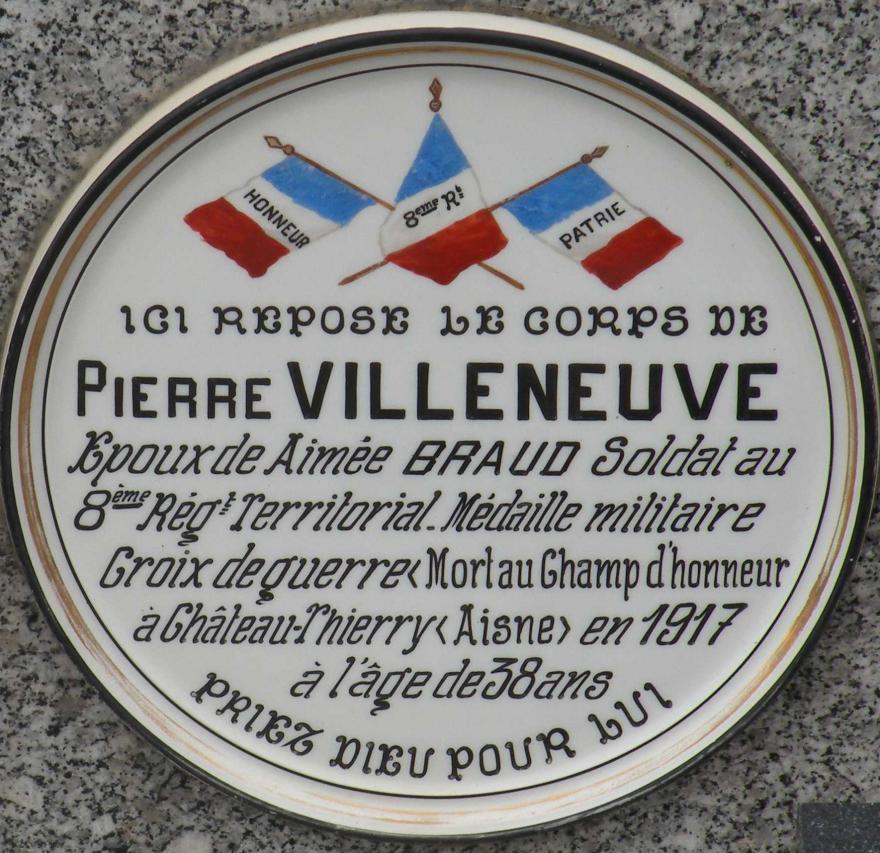 HONNEUR
8eme Rt
PATRIE
ICI REPOSE LE CORPS DE
PIERRE VILLENEUVE
Epoux de Aimée BRAUD Soldat au
8ème Régt Territorial. Médaille militaire
Croix de guerre < Mort au Champ d'honneur
à Château-Thierry < Aisne > en 1917
à l'âge de 38 ans
PRIEZ DIEU POUR LUI